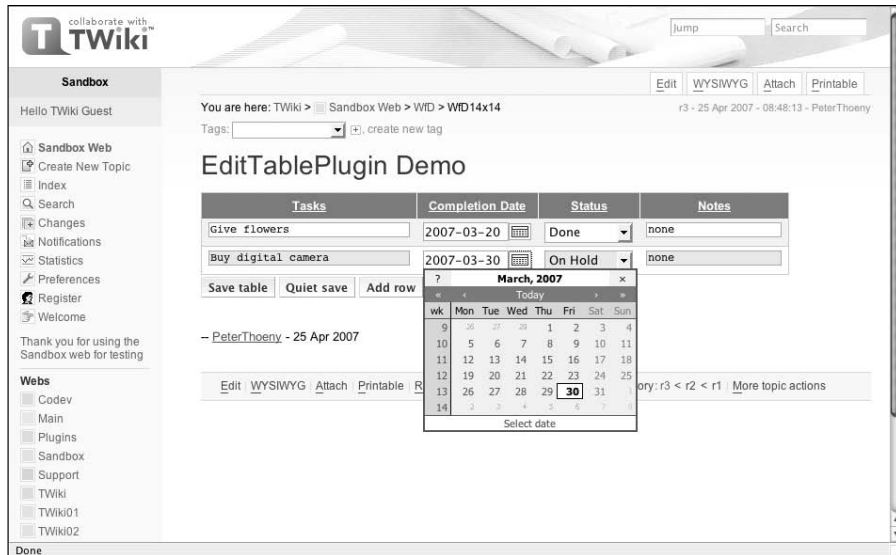 collaborate with
TWiki™
Jump
Search
Sandbox
Edit WYSIWYG Attach Printable
Hello TWiki Guest
You are here: TWiki > Sandbox Web > WfD > WfD14x14
r3 - 25 Apr 2007 - 08:48:13 - PeterThoeny
Tags:
, create new tag
Sandbox Web
Create New Topic
Index
Search
Changes
Notifications
Statistics
Preferences
Register
Welcome
Thank you for using the
Sandbox web for testing
Webs
Codev
Main
Plugins
Sandbox
Support
TWiki
TWiki01
TWiki02
EditTablePlugin Demo
Tasks Completion Date Status Notes
Give flowers 2007-03-20 Done none
Buy digital camera 2007-03-30 On Hold none
Save table Quiet save Add row
? March, 2007 ×
« ‹ Today › »
wk Mon Tue Wed Thu Fri Sat Sun
9 26 27 28 1 2 3 4
10 5 6 7 8 9 10 11
11 12 13 14 15 16 17 18
12 19 20 21 22 23 24 25
13 26 27 28 29 30 31
14 2 3 4 5 6 7
Select date
-- PeterThoeny - 25 Apr 2007
Edit | WYSIWYG | Attach | Printable | R
ory: r3 < r2 < r1 | More topic actions
Done